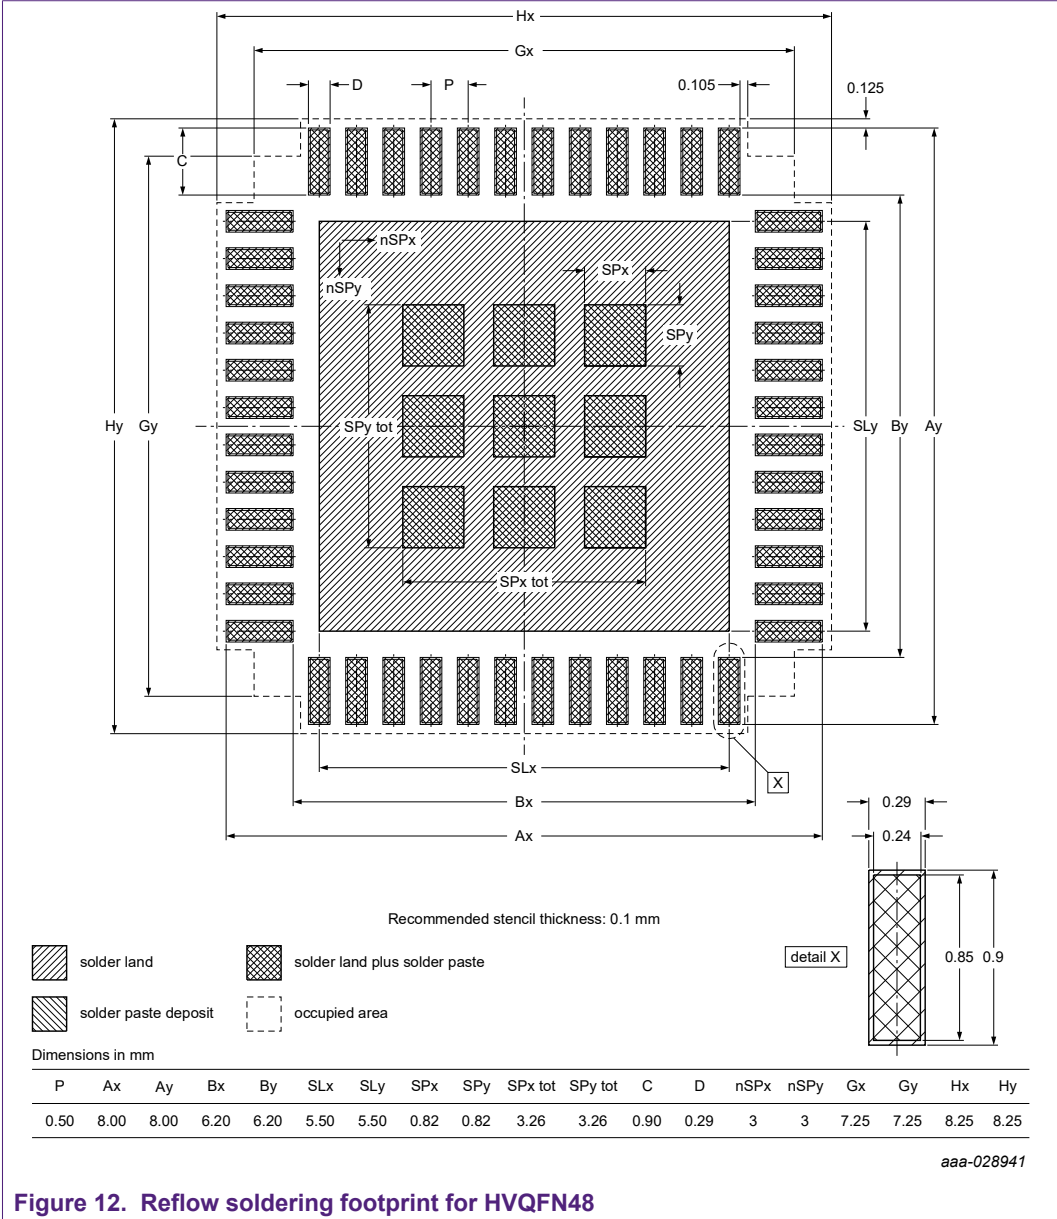 Hx
Gx
D
P
0.105
0.125
C
nSPx
SPx
nSPy
SPy
Hy
Gy
SPy tot
SLy
By
Ay
SPx tot
SLx
X
Bx
0.29
Ax
0.24
Recommended stencil thickness: 0.1 mm
solder land
solder land plus solder paste
detail X
0.85
0.9
solder paste deposit
occupied area
Dimensions in mm
P Ax Ay Bx By SLx SLy SPx SPy SPx tot SPy tot C D nSPx nSPy Gx Gy Hx Hy
0.50 8.00 8.00 6.20 6.20 5.50 5.50 0.82 0.82 3.26 3.26 0.90 0.29 3 3 7.25 7.25 8.25 8.25
aaa-028941
Figure 12. Reflow soldering footprint for HVQFN48